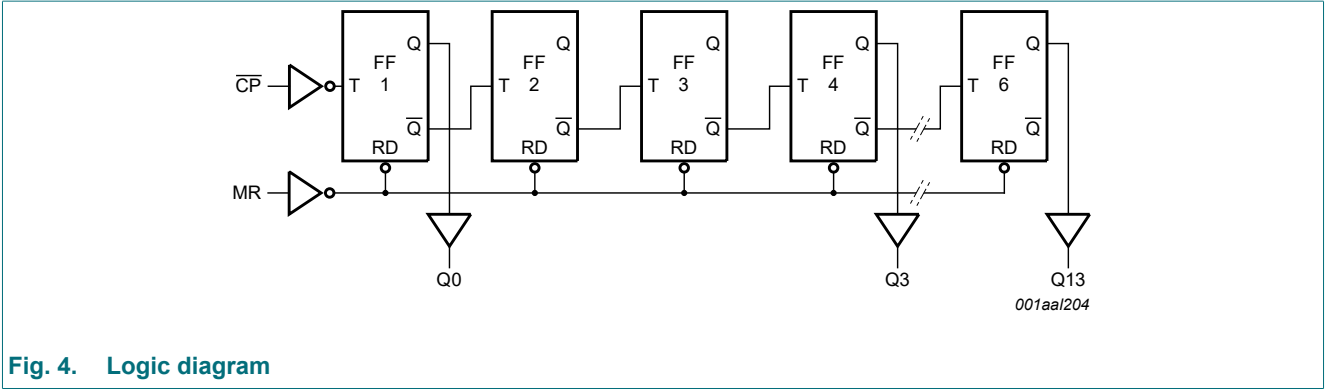 Q Q Q Q Q
FF FF FF FF FF
C̅P̅ T 1 T 2 T 3 T 4 T 6
Q̅ Q̅ Q̅ Q̅ Q̅
RD RD RD RD RD
MR
Q0 Q3 Q13
001aal204
Fig. 4. Logic diagram